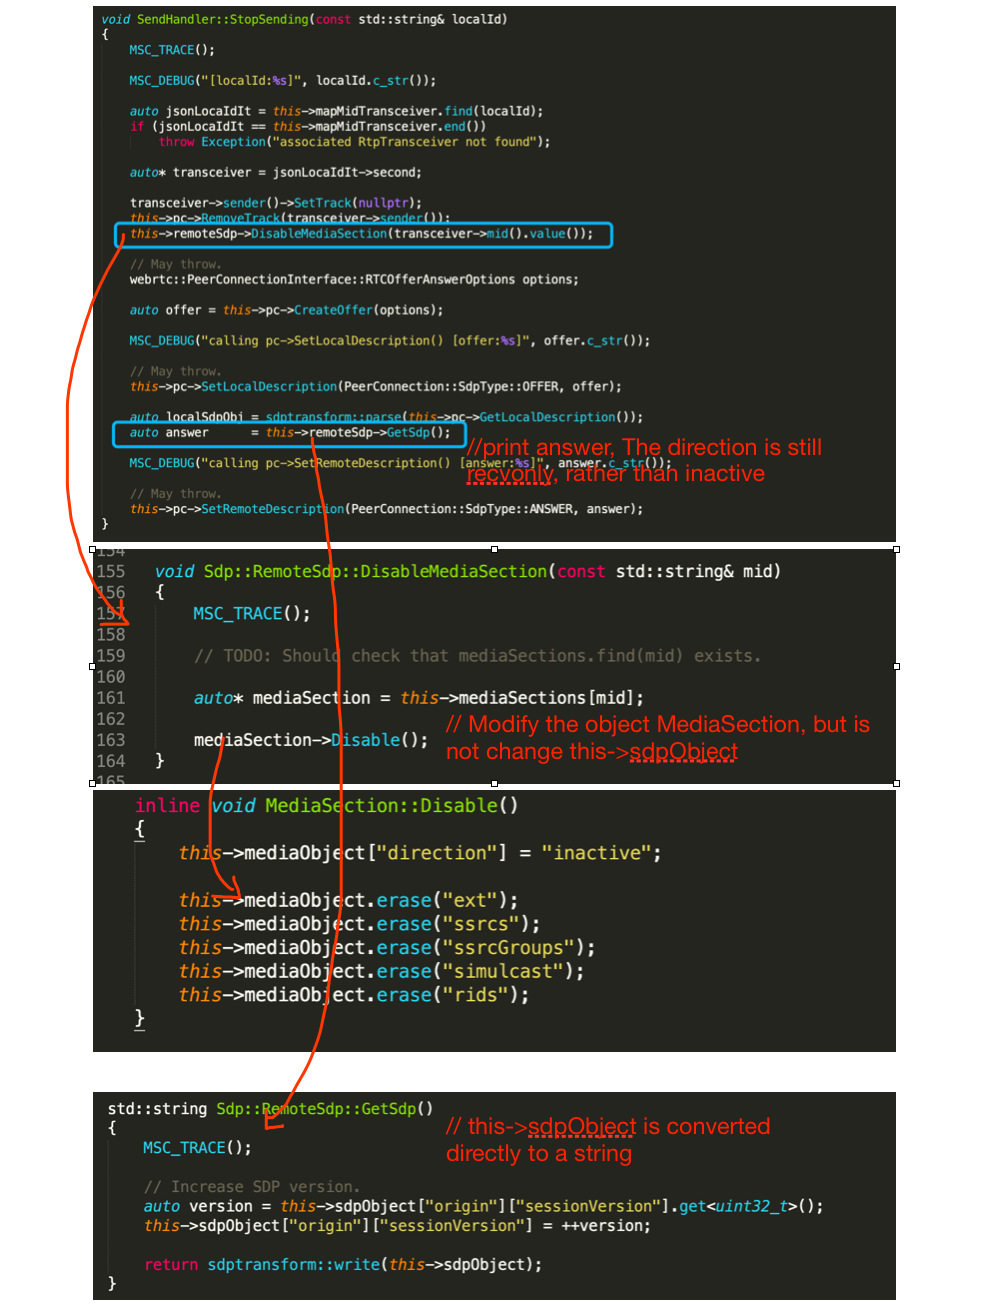 void SendHandler::StopSending(const std::string& localId)
{
MSC_TRACE();
MSC_DEBUG("[localId:%s]", localId.c_str());
auto jsonLocaIdIt = this->mapMidTransceiver.find(localId);
if (jsonLocaIdIt == this->mapMidTransceiver.end())
throw Exception("associated RtpTransceiver not found");
auto* transceiver = jsonLocaIdIt->second;
transceiver->sender()->SetTrack(nullptr);
this->pc->RemoveTrack(transceiver->sender());
this->remoteSdp->DisableMediaSection(transceiver->mid().value());
// May throw.
webrtc::PeerConnectionInterface::RTCOfferAnswerOptions options;
auto offer = this->pc->CreateOffer(options);
MSC_DEBUG("calling pc->SetLocalDescription() [offer:%s]", offer.c_str());
// May throw.
this->pc->SetLocalDescription(PeerConnection::SdpType::OFFER, offer);
auto localSdpObj = sdptransform::parse(this->pc->GetLocalDescription());
auto answer      = this->remoteSdp->GetSdp();
//print answer, The direction is still
recvonly, rather than inactive
MSC_DEBUG("calling pc->SetRemoteDescription() [answer:%s]", answer.c_str());
// May throw.
this->pc->SetRemoteDescription(PeerConnection::SdpType::ANSWER, answer);
}
154
155 void Sdp::RemoteSdp::DisableMediaSection(const std::string& mid)
156 {
157 MSC_TRACE();
158
159 // TODO: Should check that mediaSections.find(mid) exists.
160
161 auto* mediaSection = this->mediaSections[mid];
162
163 mediaSection->Disable();
164 }
165
// Modify the object MediaSection, but is
not change this->sdpObject
inline void MediaSection::Disable()
{
this->mediaObject["direction"] = "inactive";
this->mediaObject.erase("ext");
this->mediaObject.erase("ssrcs");
this->mediaObject.erase("ssrcGroups");
this->mediaObject.erase("simulcast");
this->mediaObject.erase("rids");
}
std::string Sdp::RemoteSdp::GetSdp()
{
MSC_TRACE();
// this->sdpObject is converted
directly to a string
// Increase SDP version.
auto version = this->sdpObject["origin"]["sessionVersion"].get<uint32_t>();
this->sdpObject["origin"]["sessionVersion"] = ++version;
return sdptransform::write(this->sdpObject);
}